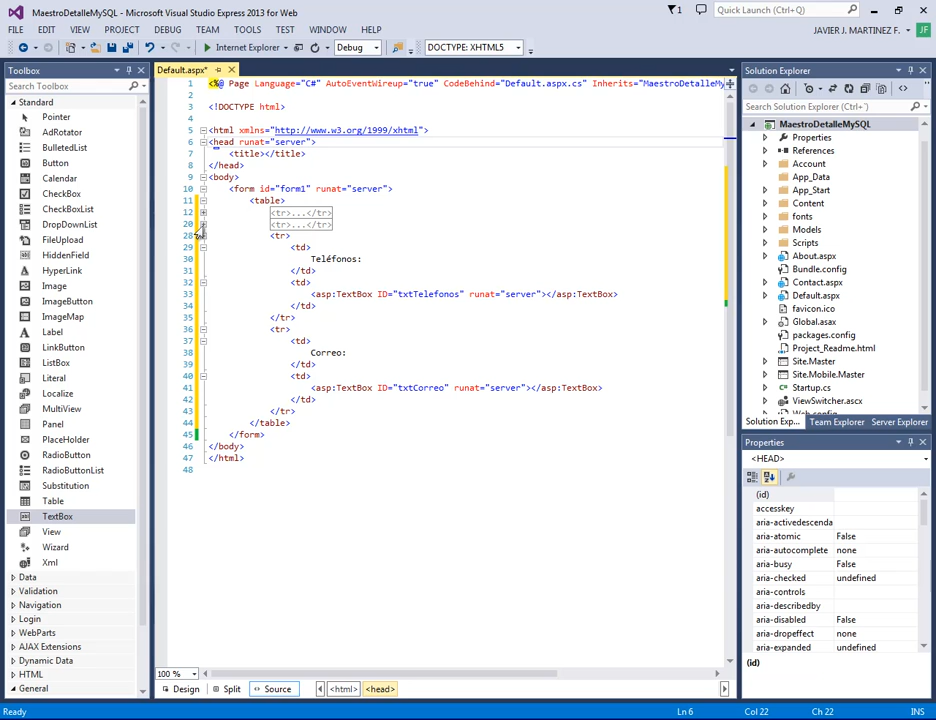 MaestroDetalleMySQL - Microsoft Visual Studio Express 2013 for Web
1
Quick Launch (Ctrl+Q)
FILE EDIT VIEW PROJECT DEBUG TEAM TOOLS TEST WINDOW HELP
JAVIER J. MARTINEZ F.
JF
Internet Explorer
Debug
DOCTYPE: XHTML5
Toolbox
Search Toolbox
Standard
Pointer
AdRotator
BulletedList
Button
Calendar
CheckBox
CheckBoxList
DropDownList
FileUpload
HiddenField
HyperLink
Image
ImageButton
ImageMap
Label
LinkButton
ListBox
Literal
Localize
MultiView
Panel
PlaceHolder
RadioButton
RadioButtonList
Substitution
Table
TextBox
View
Wizard
Xml
Data
Validation
Navigation
Login
WebParts
AJAX Extensions
Dynamic Data
HTML
General
Default.aspx*
1 <%@ Page Language="C#" AutoEventWireup="true" CodeBehind="Default.aspx.cs" Inherits="MaestroDetalleMy
2
3 <!DOCTYPE html>
4
5 <html xmlns="http://www.w3.org/1999/xhtml">
6 <head runat="server">
7 <title></title>
8 </head>
9 <body>
10 <form id="form1" runat="server">
11 <table>
12 <tr>...</tr>
20 <tr>...</tr>
28 <tr>
29 <td>
30 Teléfonos:
31 </td>
32 <td>
33 <asp:TextBox ID="txtTelefonos" runat="server"></asp:TextBox>
34 </td>
35 </tr>
36 <tr>
37 <td>
38 Correo:
39 </td>
40 <td>
41 <asp:TextBox ID="txtCorreo" runat="server"></asp:TextBox>
42 </td>
43 </tr>
44 </table>
45 </form>
46 </body>
47 </html>
48
100 %
Design Split Source <html> <head>
Solution Explorer
Search Solution Explorer (Ctrl+')
MaestroDetalleMySQL
Properties
References
Account
App_Data
App_Start
Content
fonts
Models
Scripts
About.aspx
Bundle.config
Contact.aspx
Default.aspx
favicon.ico
Global.asax
packages.config
Project_Readme.html
Site.Master
Site.Mobile.Master
Startup.cs
ViewSwitcher.ascx
Web.config
Solution Exp... Team Explorer Server Explorer
Properties
<HEAD>
(id)
accesskey
aria-activedescenda
aria-atomic False
aria-autocomplete none
aria-busy False
aria-checked undefined
aria-controls
aria-describedby
aria-disabled False
aria-dropeffect none
aria-expanded undefined
(id)
Ready
Ln 6
Col 22
Ch 22
INS